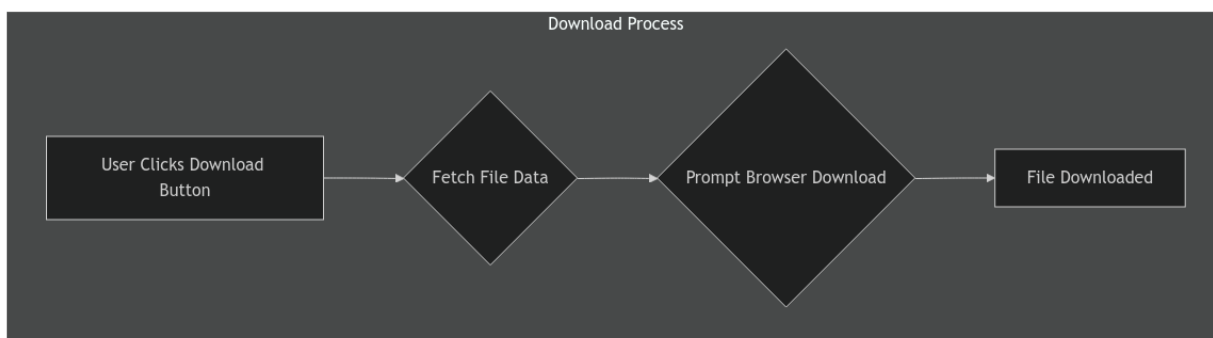 Download Process
User Clicks Download
Button
Fetch File Data
Prompt Browser Download
File Downloaded